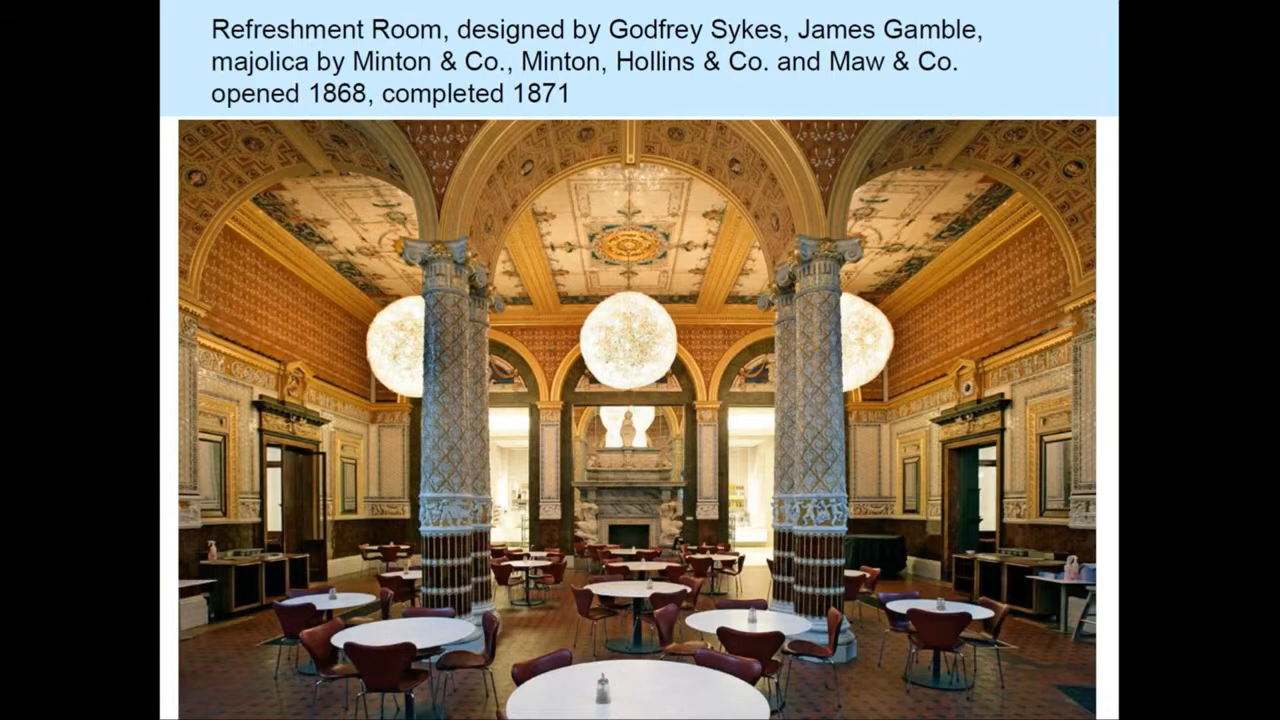 Refreshment Room, designed by Godfrey Sykes, James Gamble,
majolica by Minton & Co., Minton, Hollins & Co. and Maw & Co.
opened 1868, completed 1871